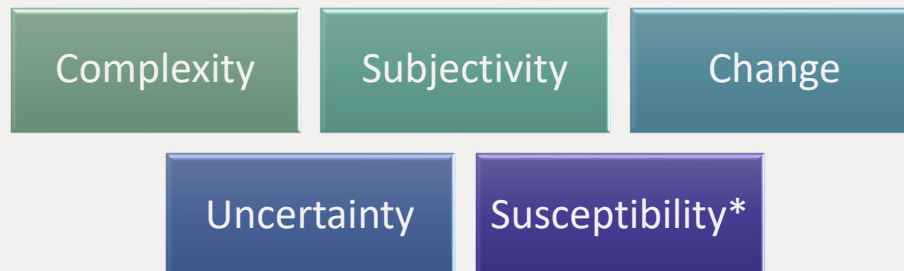 Complexity
Subjectivity
Change
Uncertainty
Susceptibility*